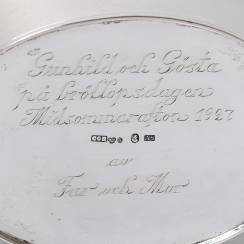 Gunhild och Gösta
på bröllopsdagen
Midsommarafton 1927
av
Far och Mor